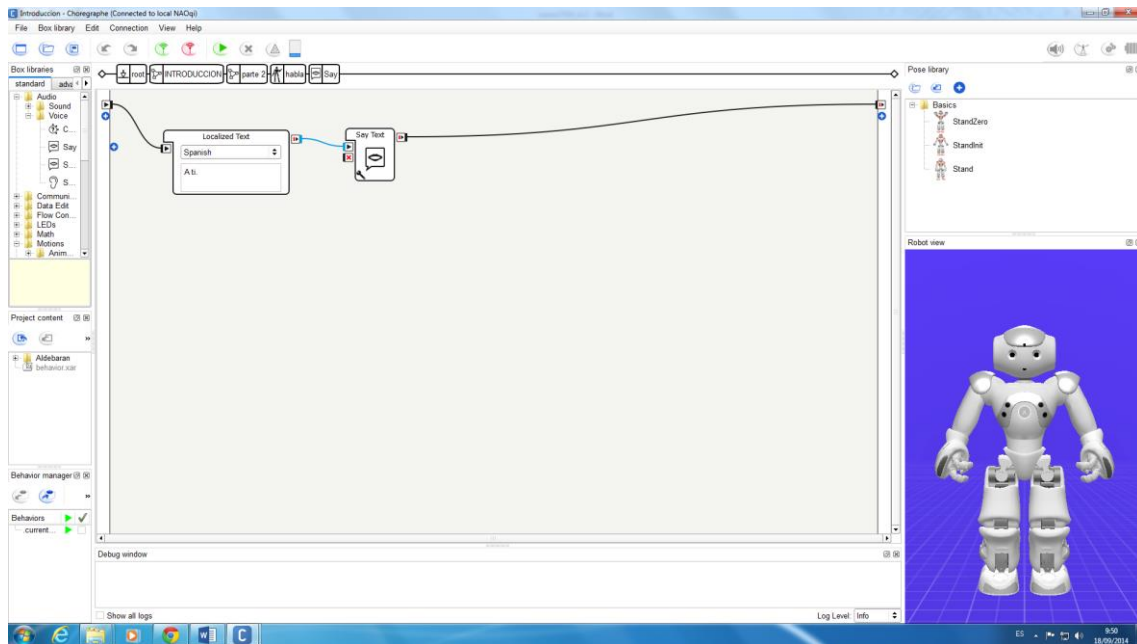 Introduccion - Choregraphe (Connected to local NAOqi)
File Box library Edit Connection View Help
Box libraries
standard
Audio
Sound
Voice
C...
Say
S...
S...
Communi...
Data Edit
Flow Con...
LEDs
Math
Motions
Anim...
Project content
»
Aldebaran
behavior.xar
Behavior manager
»
Behaviors
current...
root INTRODUCCION parte 2 habla Say
Localized Text
Spanish
A ti.
Say Text
Debug window
Show all logs
Log Level: Info
Pose library
Basics
StandZero
StandInit
Stand
Robot view
ES
9:50
18/09/2014